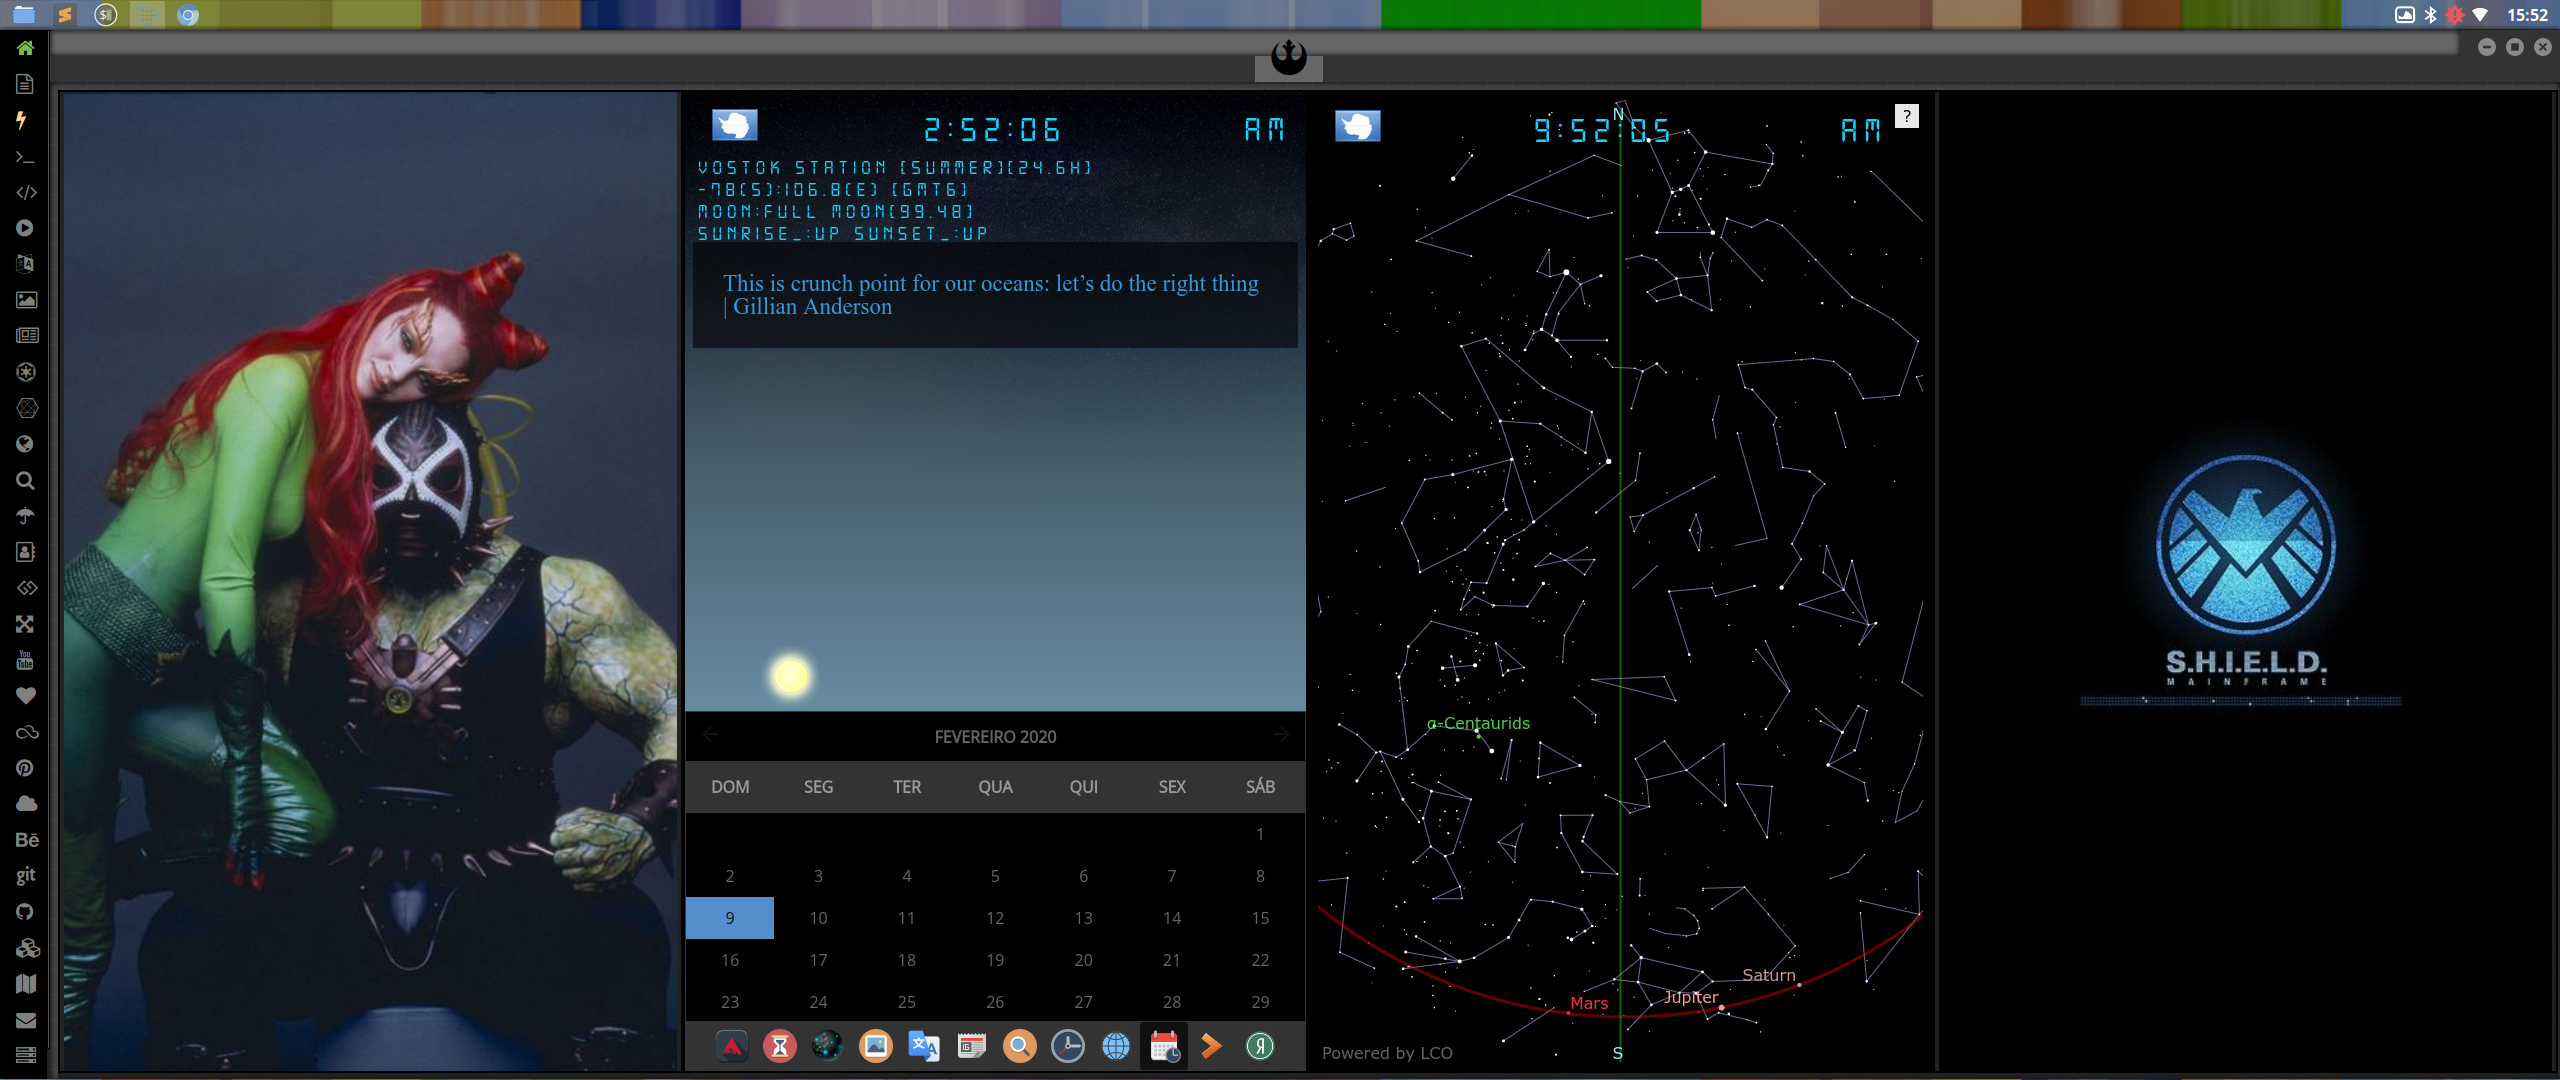 15:52
2:52:06 AM
VOSTOK STATION [SUMMER][24.6H]
-78(S):106.8(E) [GMT6]
MOON:FULL MOON[99.48]
SUNRISE_:UP SUNSET_:UP
This is crunch point for our oceans: let’s do the right thing
| Gillian Anderson
FEVEREIRO 2020
DOM SEG TER QUA QUI SEX SÁB
1
2 3 4 5 6 7 8
9 10 11 12 13 14 15
16 17 18 19 20 21 22
23 24 25 26 27 28 29
N
9:52:05 AM
?
α-Centaurids
Saturn
Jupiter
Mars
Powered by LCO
S
S.H.I.E.L.D.
MAINFRAME
You
Tube
Bē
git